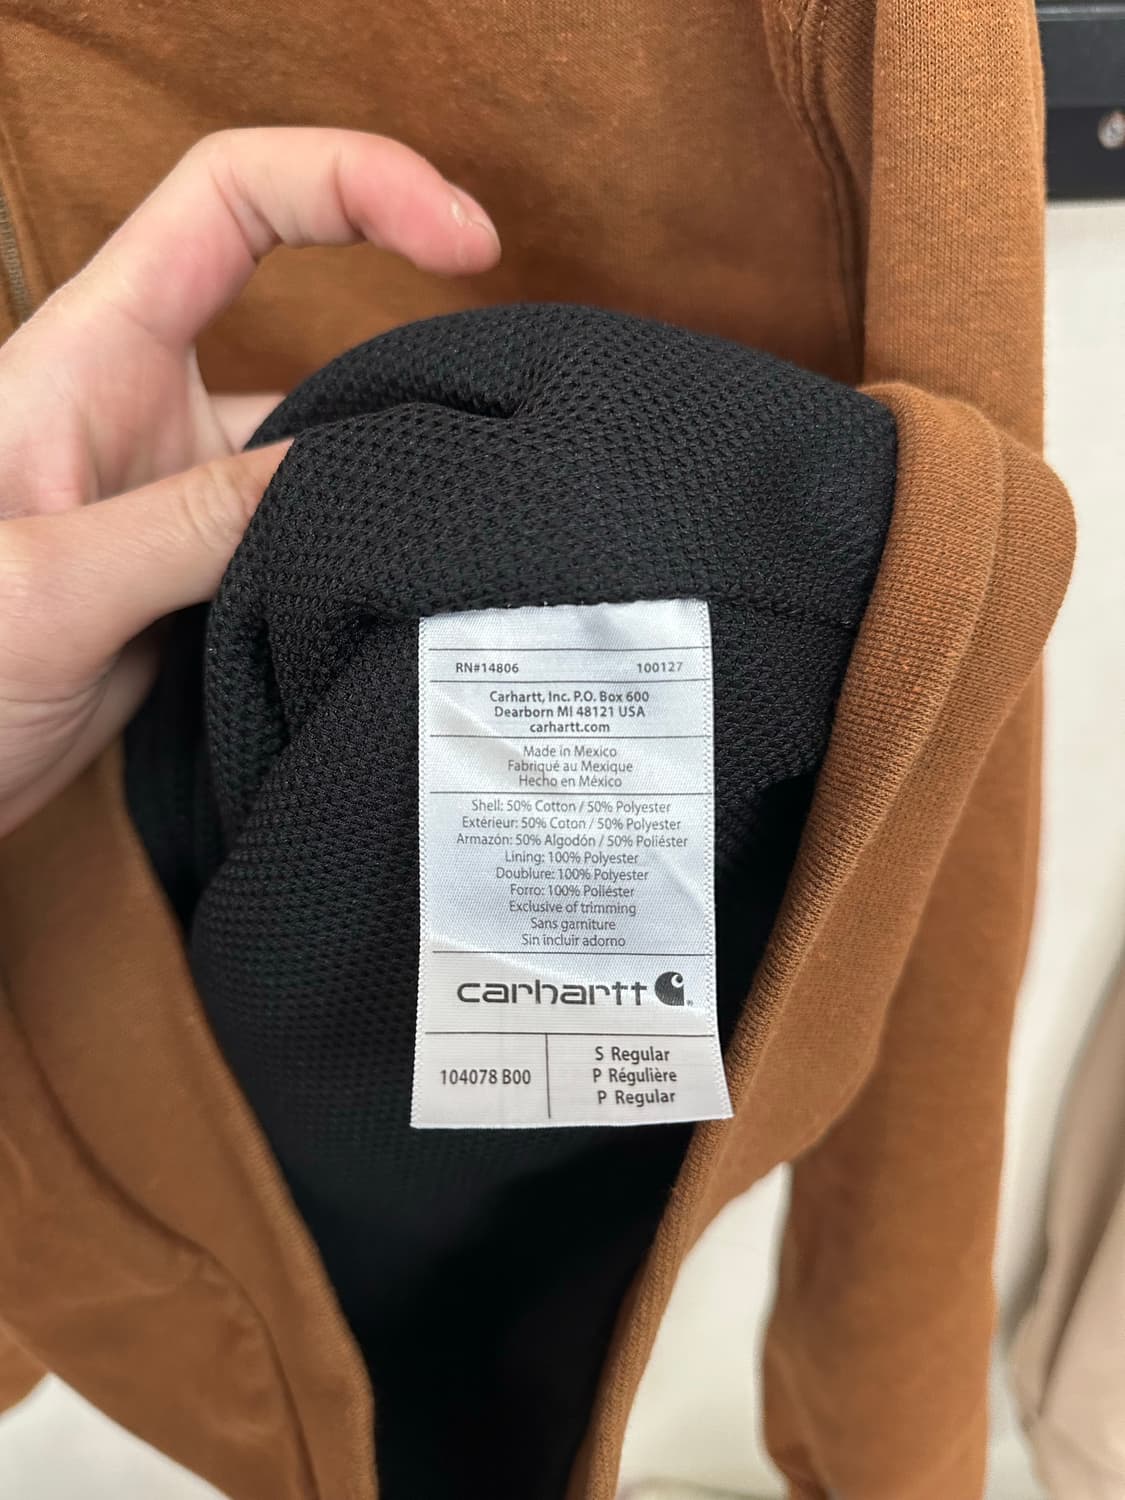 RN#14806 100127
Carhartt, Inc. P.O. Box 600
Dearborn MI 48121 USA
carhartt.com
Made in Mexico
Fabriqué au Mexique
Hecho en México
Shell: 50% Cotton / 50% Polyester
Extérieur: 50% Coton / 50% Polyester
Armazón: 50% Algodón / 50% Poliéster
Lining: 100% Polyester
Doublure: 100% Polyester
Forro: 100% Poliéster
Exclusive of trimming
Sans garniture
Sin incluir adorno
carhartt
104078 B00
S Regular
P Régulière
P Regular